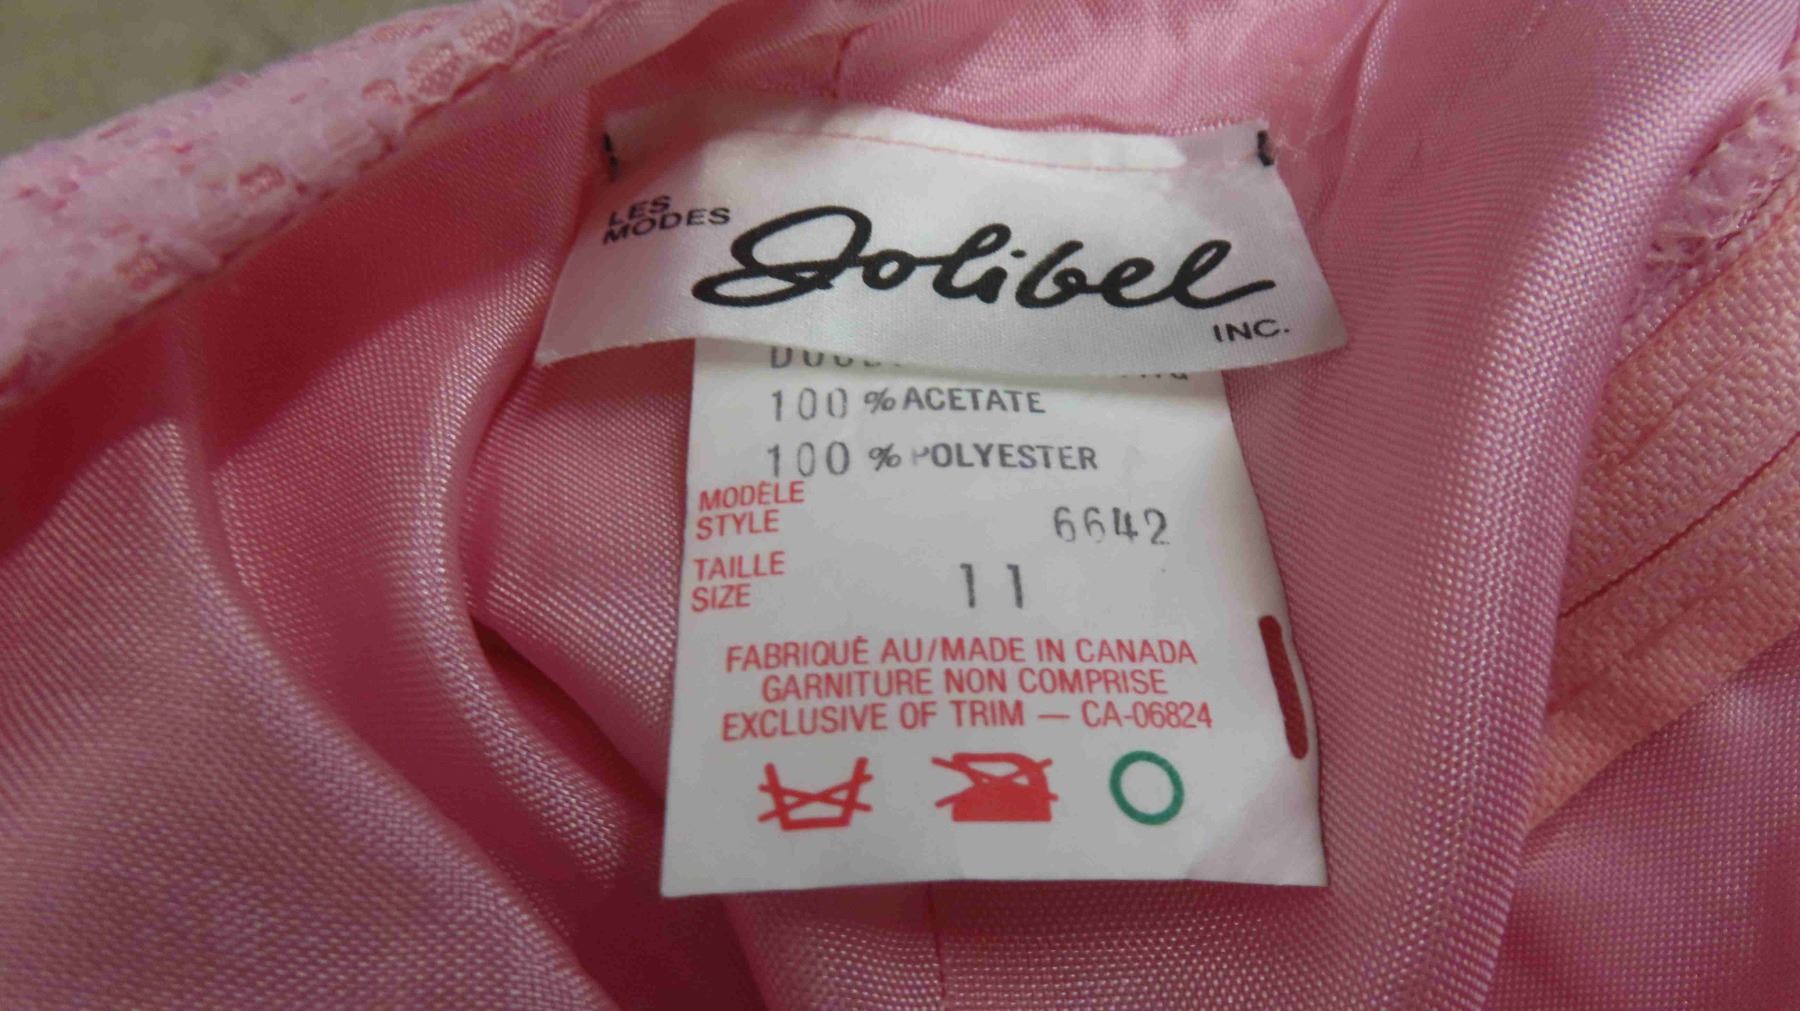 LES
MODES
Jolibel
INC.
100 % ACETATE
100 % POLYESTER
MODÈLE
STYLE 6642
TAILLE
SIZE 11
FABRIQUÉ AU/MADE IN CANADA
GARNITURE NON COMPRISE
EXCLUSIVE OF TRIM — CA-06824